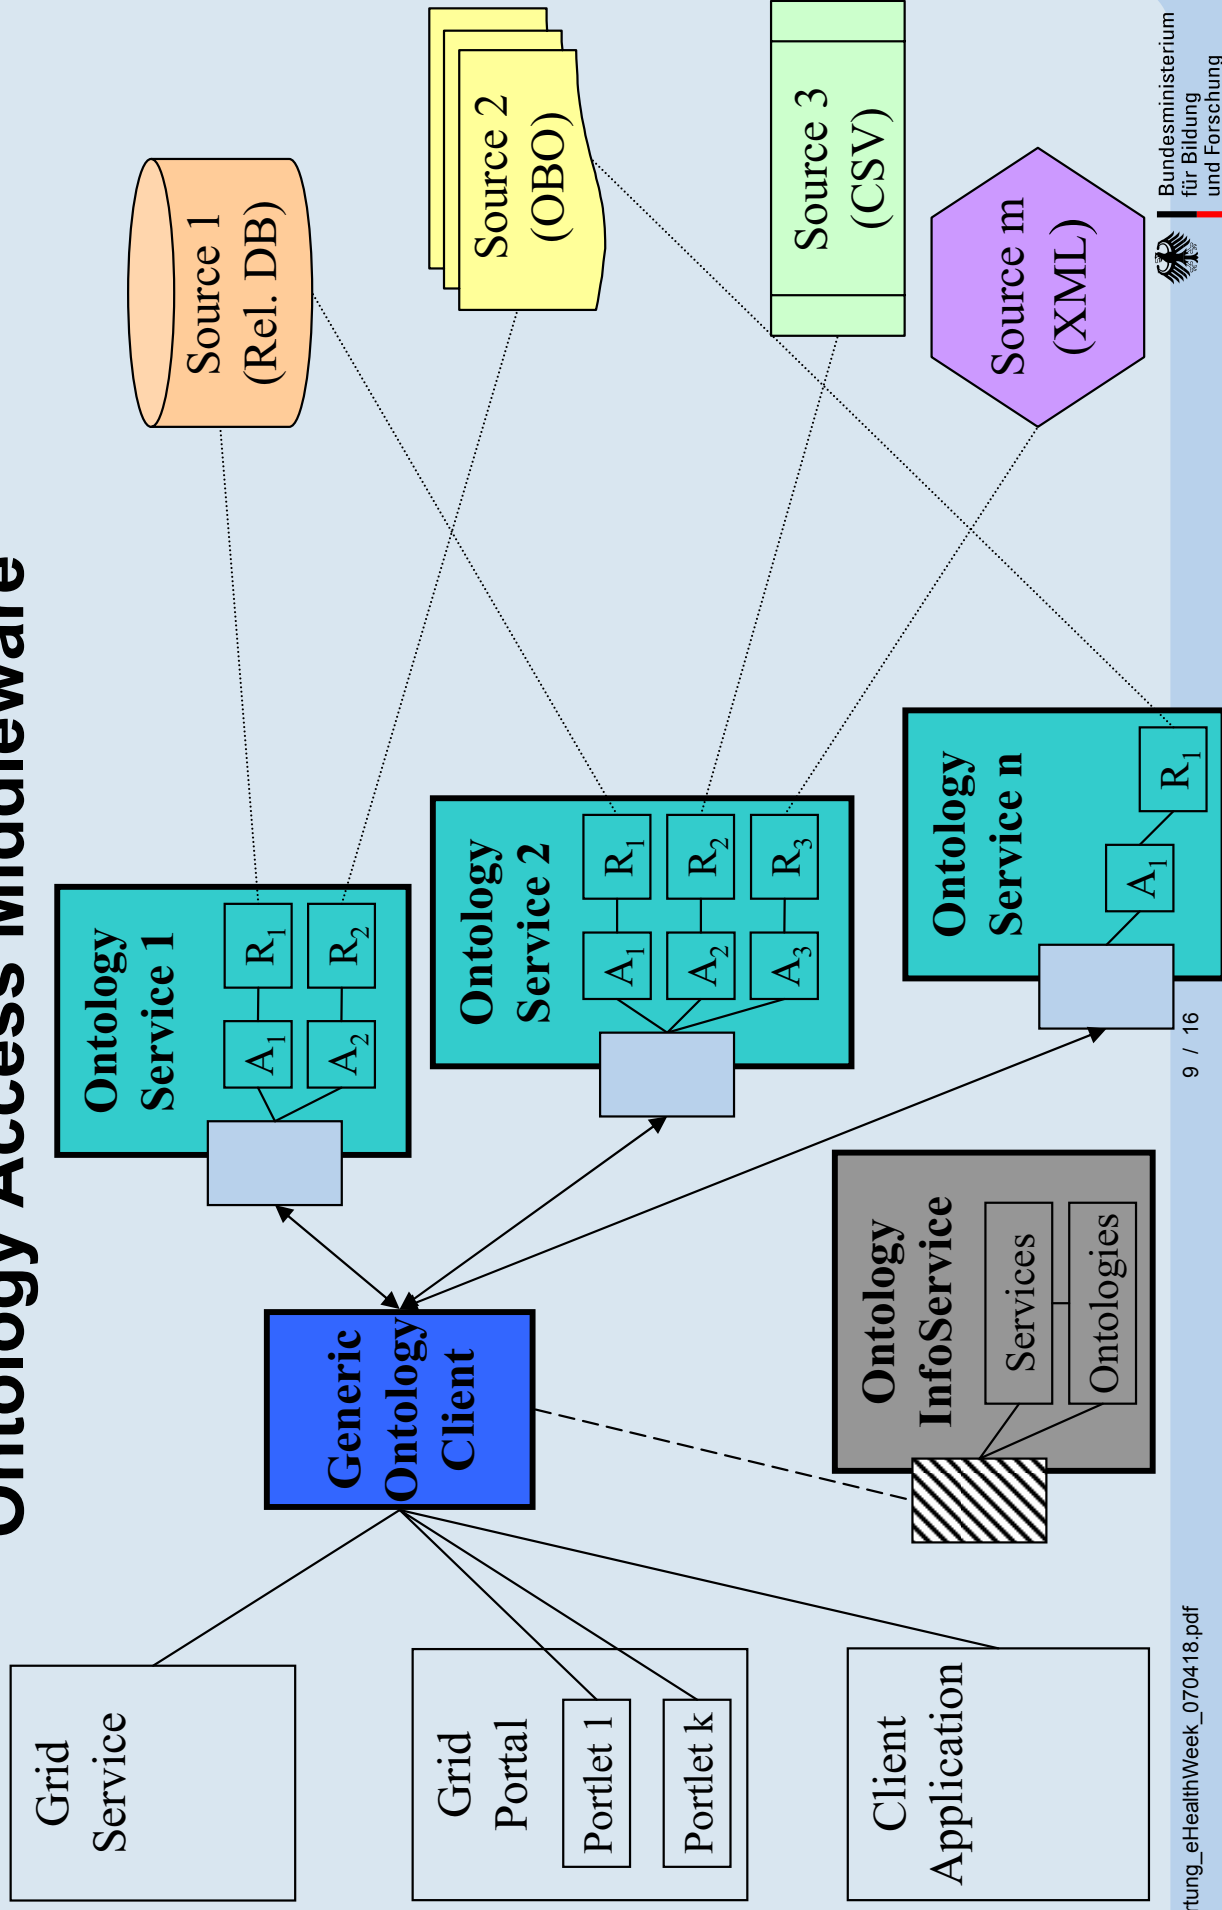 Ontology Access Middleware
Grid
Service
Grid
Portal
Portlet 1
Portlet k
Client
Application
Generic
Ontology
Client
Ontology
InfoService
Services
Ontologies
Ontology
Service 1
A1
R1
A2
R2
Ontology
Service 2
A1
R1
A2
R2
A3
R3
Ontology
Service n
A1
R1
Source 1
(Rel. DB)
Source 2
(OBO)
Source 3
(CSV)
Source m
(XML)
rtung_eHealthWeek_070418.pdf
9 / 16
Bundesministerium
für Bildung
und Forschung